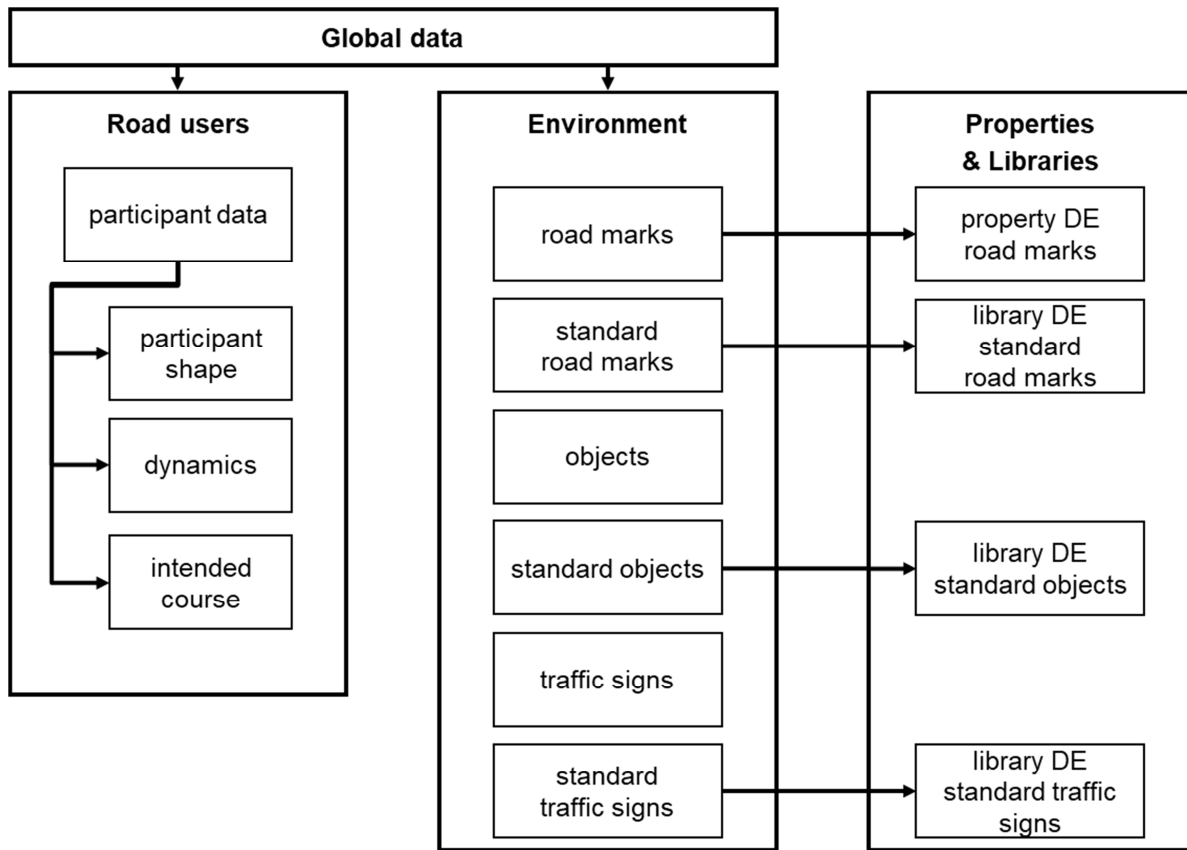 Global data
Road users
participant data
participant
shape
dynamics
intended
course
Environment
road marks
standard
road marks
objects
standard objects
traffic signs
standard
traffic signs
Properties
& Libraries
property DE
road marks
library DE
standard
road marks
library DE
standard objects
library DE
standard traffic
signs